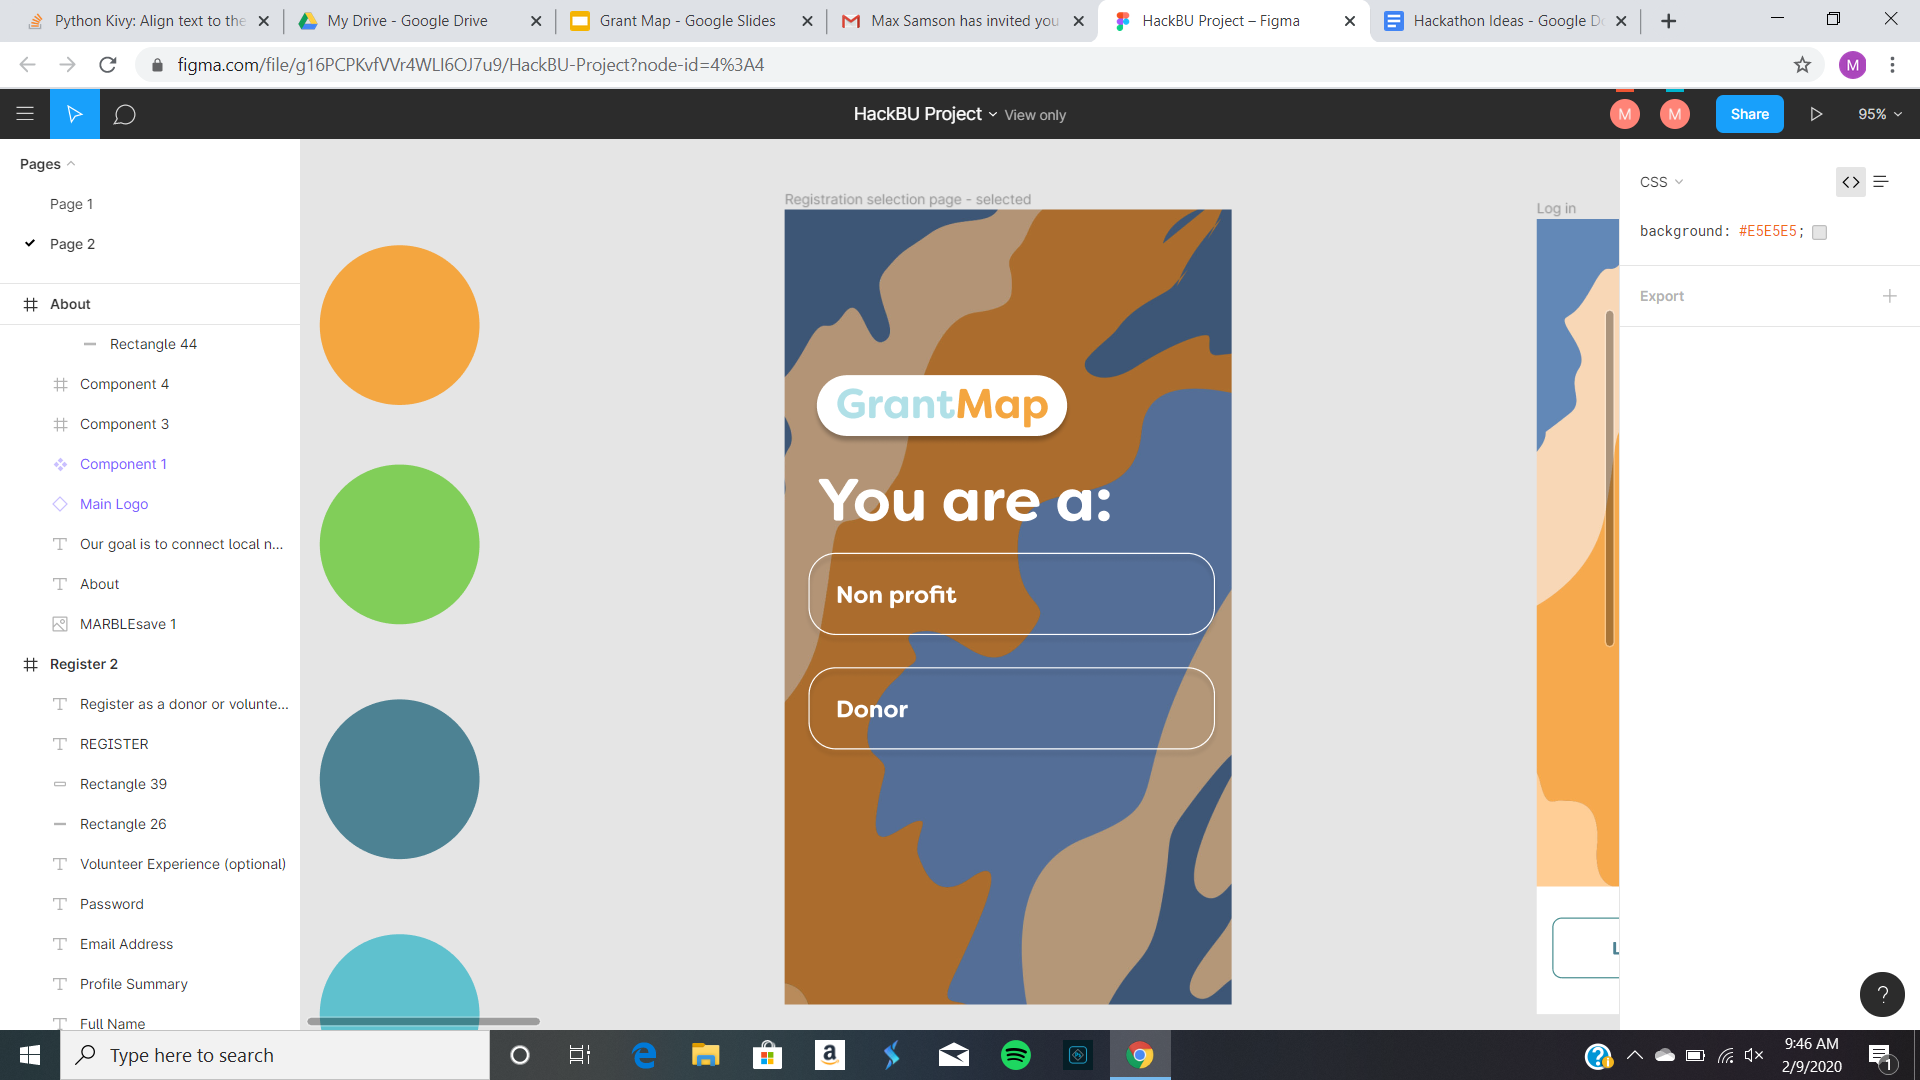 Python Kivy: Align text to the
My Drive - Google Drive
Grant Map - Google Slides
Max Samson has invited you
HackBU Project – Figma
Hackathon Ideas - Google Do
figma.com/file/g16PCPKvfVVr4WLI6OJ7u9/HackBU-Project?node-id=4%3A4
M
HackBU Project
View only
M
M
Share
95%
Pages
Page 1
Page 2
About
Rectangle 44
Component 4
Component 3
Component 1
Main Logo
Our goal is to connect local n...
About
MARBLEsave 1
Register 2
Register as a donor or volunte...
REGISTER
Rectangle 39
Rectangle 26
Volunteer Experience (optional)
Password
Email Address
Profile Summary
Full Name
Registration selection page - selected
GrantMap
You are a:
Non profit
Donor
Log in
L
CSS
background: #E5E5E5;
Export
?
Type here to search
9:46 AM
2/9/2020
1